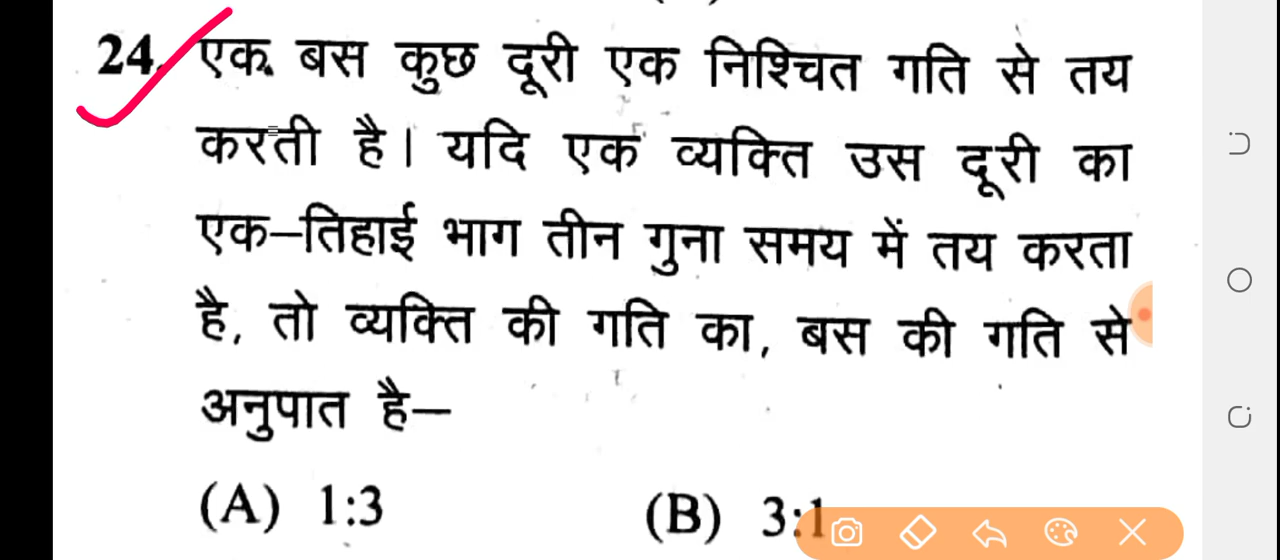 24. एक बस कुछ दूरी एक निश्चित गति से तय
करती है। यदि एक व्यक्ति उस दूरी का
एक–तिहाई भाग तीन गुना समय में तय करता
है, तो व्यक्ति की गति का, बस की गति से
अनुपात है–
(A) 1:3 (B) 3:1